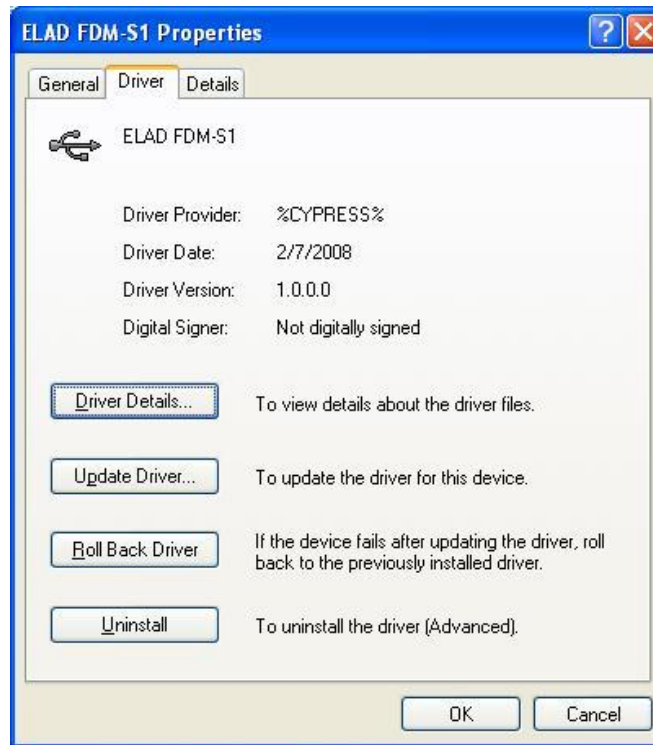 ELAD FDM-S1 Properties
General Driver Details
ELAD FDM-S1
Driver Provider: %CYPRESS%
Driver Date: 2/7/2008
Driver Version: 1.0.0.0
Digital Signer: Not digitally signed
Driver Details... To view details about the driver files.
Update Driver... To update the driver for this device.
Roll Back Driver If the device fails after updating the driver, roll
back to the previously installed driver.
Uninstall To uninstall the driver (Advanced).
OK Cancel